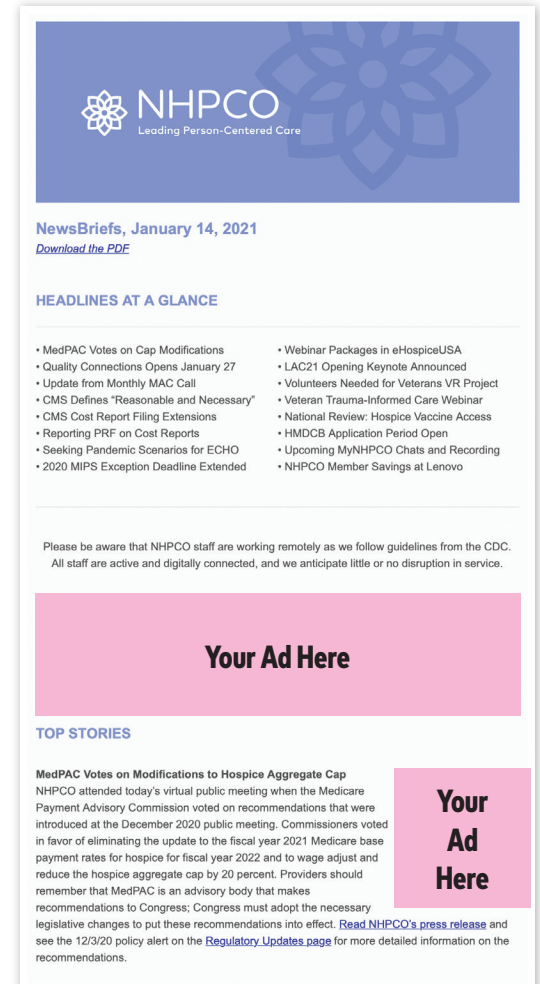 NHPCO
Leading Person-Centered Care
NewsBriefs, January 14, 2021
Download the PDF
HEADLINES AT A GLANCE
• MedPAC Votes on Cap Modifications
• Quality Connections Opens January 27
• Update from Monthly MAC Call
• CMS Defines “Reasonable and Necessary”
• CMS Cost Report Filing Extensions
• Reporting PRF on Cost Reports
• Seeking Pandemic Scenarios for ECHO
• 2020 MIPS Exception Deadline Extended
• Webinar Packages in eHospiceUSA
• LAC21 Opening Keynote Announced
• Volunteers Needed for Veterans VR Project
• Veteran Trauma-Informed Care Webinar
• National Review: Hospice Vaccine Access
• HMDCB Application Period Open
• Upcoming MyNHPCO Chats and Recording
• NHPCO Member Savings at Lenovo
Please be aware that NHPCO staff are working remotely as we follow guidelines from the CDC.
All staff are active and digitally connected, and we anticipate little or no disruption in service.
Your Ad Here
TOP STORIES
MedPAC Votes on Modifications to Hospice Aggregate Cap
NHPCO attended today’s virtual public meeting when the Medicare
Payment Advisory Commission voted on recommendations that were
introduced at the December 2020 public meeting. Commissioners voted
in favor of eliminating the update to the fiscal year 2021 Medicare base
payment rates for hospice for fiscal year 2022 and to wage adjust and
reduce the hospice aggregate cap by 20 percent. Providers should
remember that MedPAC is an advisory body that makes
recommendations to Congress; Congress must adopt the necessary
legislative changes to put these recommendations into effect. Read NHPCO’s press release and
see the 12/3/20 policy alert on the Regulatory Updates page for more detailed information on the
recommendations.
Your
Ad
Here